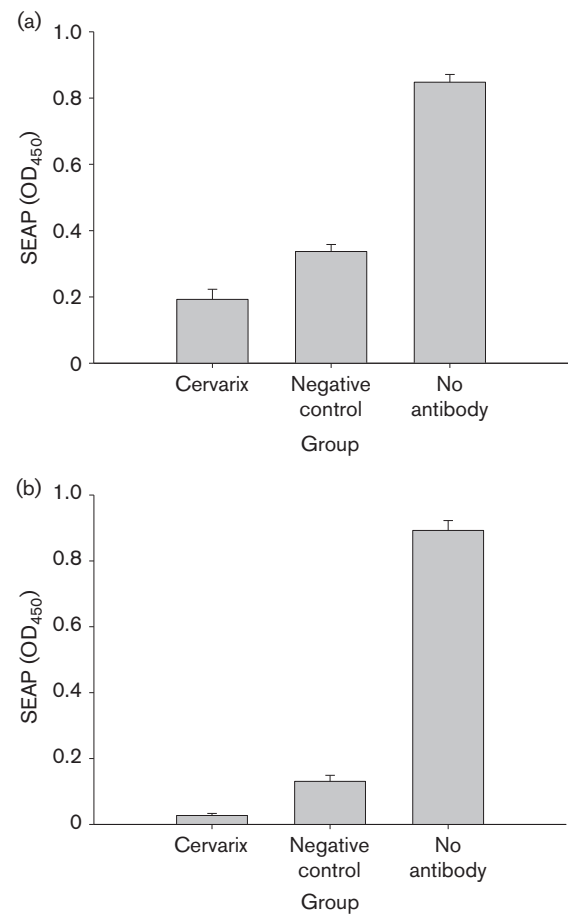 (a)
1.0
0.8
0.6
0.4
0.2
0
SEAP (OD450)
Cervarix
Negative
control
No
antibody
Group
(b)
1.0
0.8
0.6
0.4
0.2
0
SEAP (OD450)
Cervarix
Negative
control
No
antibody
Group